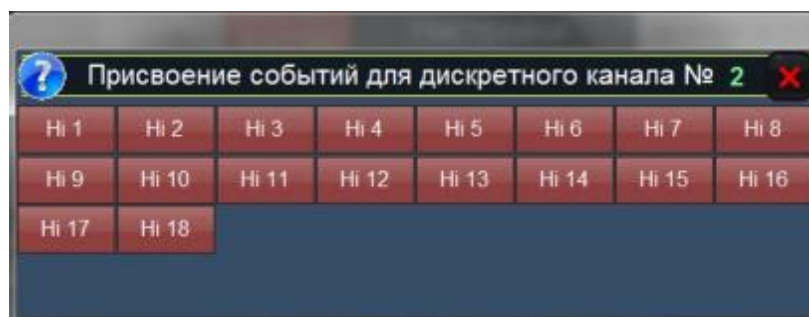 ? Присвоение событий для дискретного канала № 2
Hi 1 Hi 2 Hi 3 Hi 4 Hi 5 Hi 6 Hi 7 Hi 8
Hi 9 Hi 10 Hi 11 Hi 12 Hi 13 Hi 14 Hi 15 Hi 16
Hi 17 Hi 18